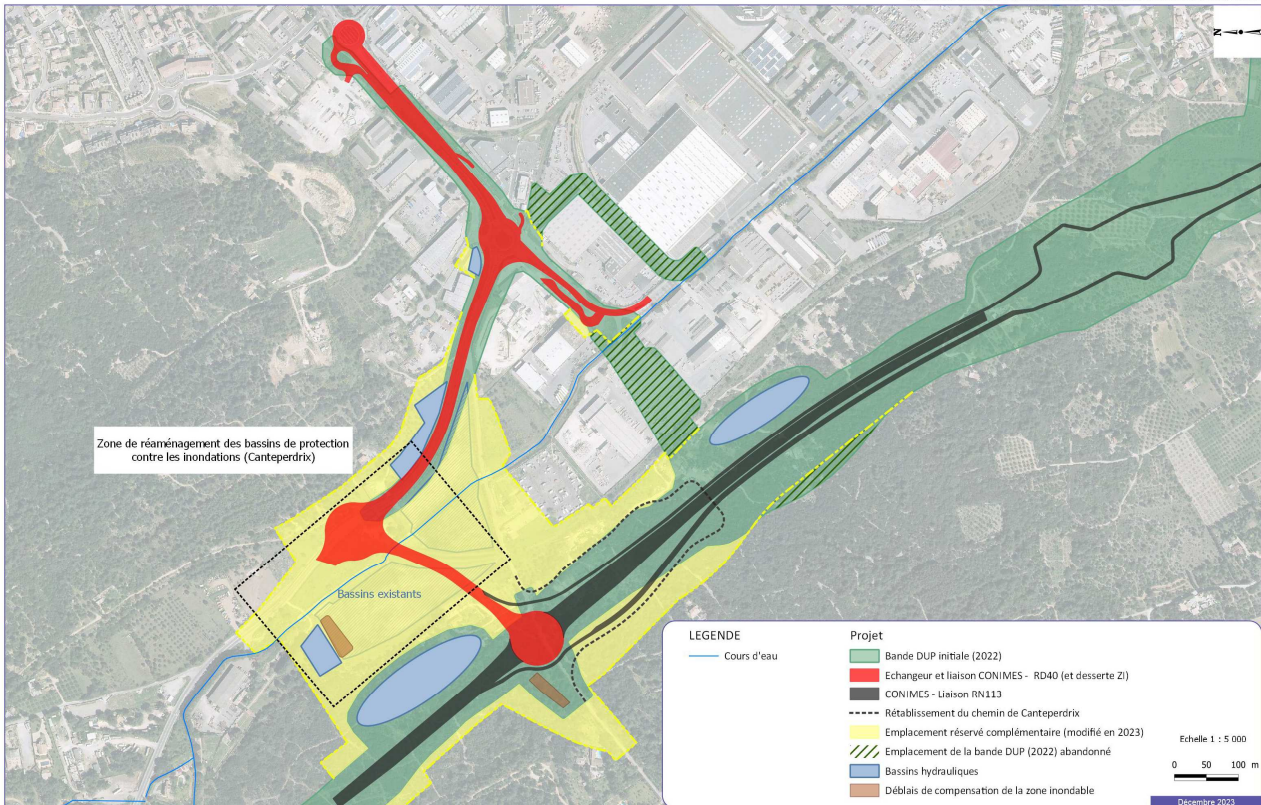 N
Zone de réaménagement des bassins de protection
contre les inondations (Canteperdrix)
Bassins existants
LEGENDE
Cours d'eau
Projet
Bande DUP initiale (2022)
Echangeur et liaison CONIMES - RD40 (et desserte ZI)
CONIMES - Liaison RN113
Rétablissement du chemin de Canteperdrix
Emplacement réservé complémentaire (modifié en 2023)
Emplacement de la bande DUP (2022) abandonné
Bassins hydrauliques
Déblais de compensation de la zone inondable
Echelle 1 : 5 000
0 50 100 m
Décembre 2023